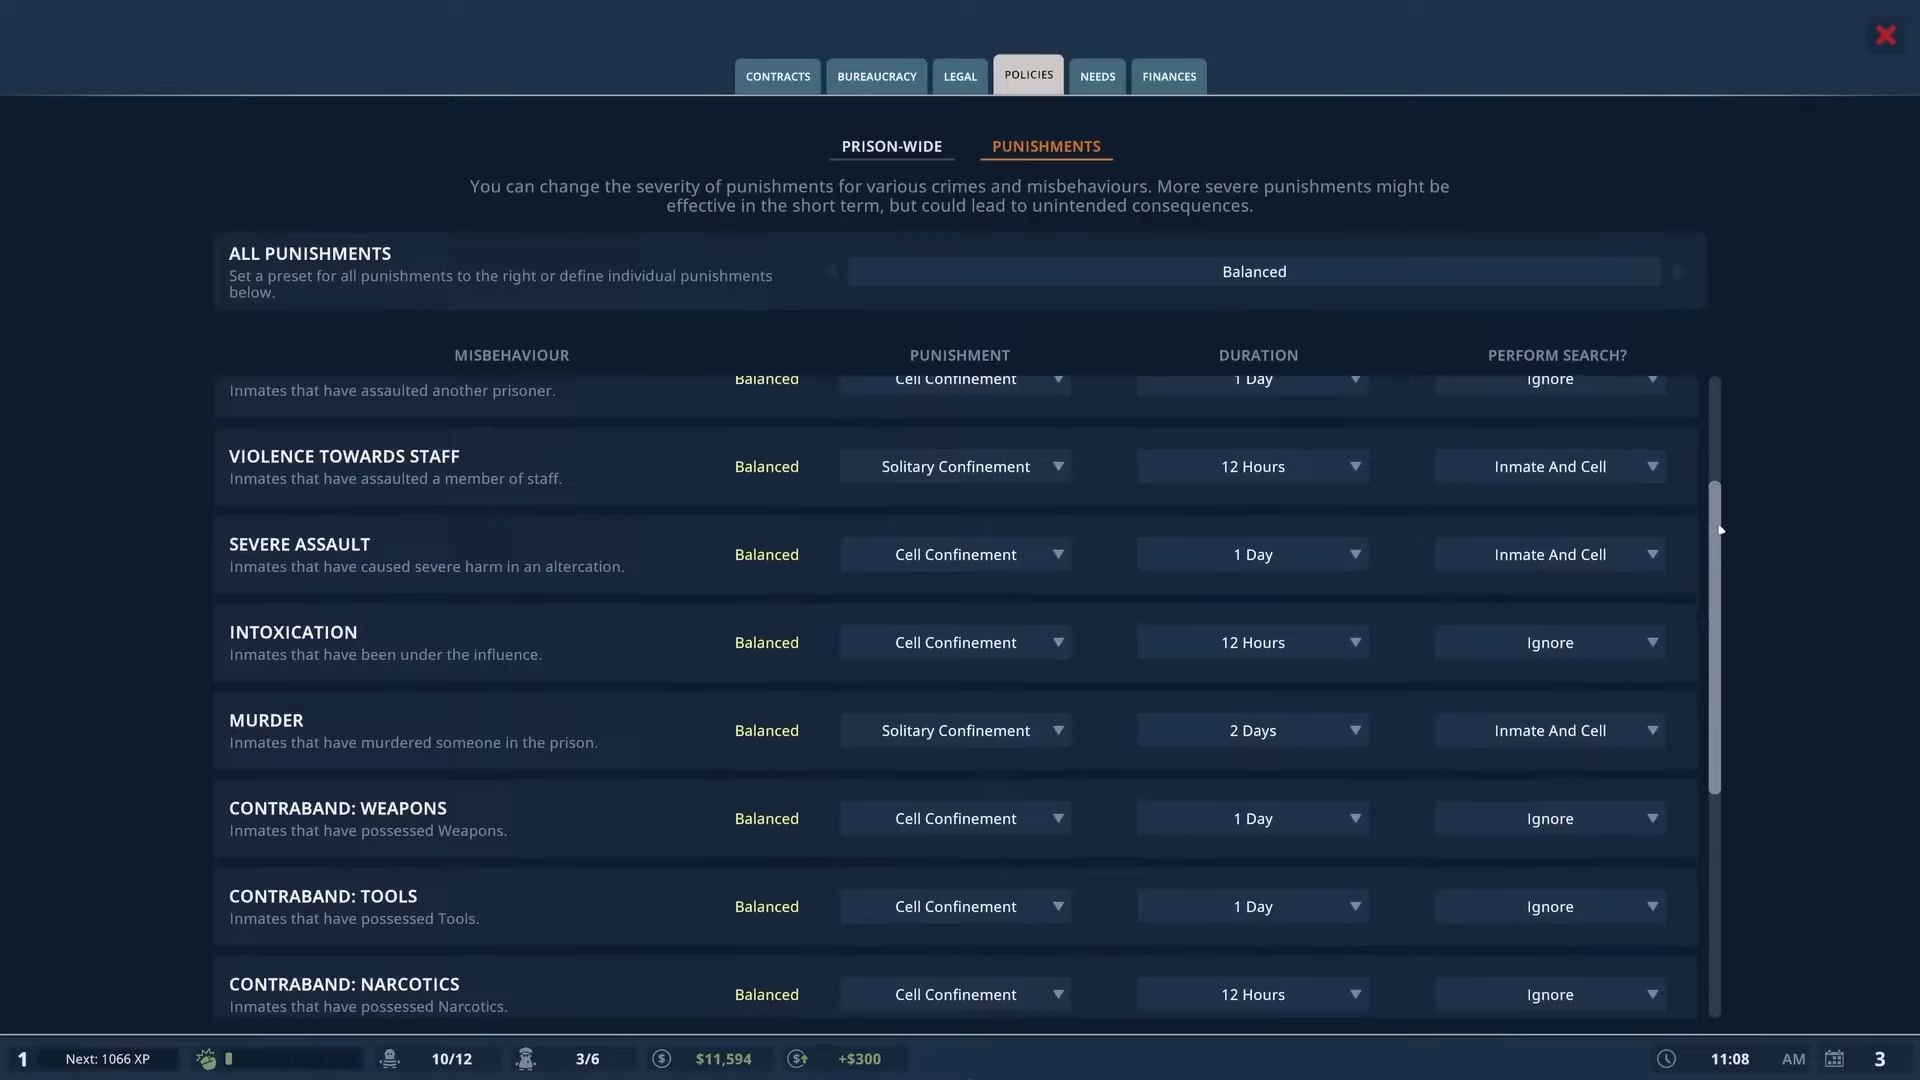 CONTRACTS BUREAUCRACY LEGAL POLICIES NEEDS FINANCES
PRISON-WIDE PUNISHMENTS
You can change the severity of punishments for various crimes and misbehaviours. More severe punishments might be
effective in the short term, but could lead to unintended consequences.
ALL PUNISHMENTS
Set a preset for all punishments to the right or define individual punishments
below.
Balanced
MISBEHAVIOUR PUNISHMENT DURATION PERFORM SEARCH?
Inmates that have assaulted another prisoner.
Balanced Cell Confinement 1 Day Ignore
VIOLENCE TOWARDS STAFF
Inmates that have assaulted a member of staff.
Balanced Solitary Confinement 12 Hours Inmate And Cell
SEVERE ASSAULT
Inmates that have caused severe harm in an altercation.
Balanced Cell Confinement 1 Day Inmate And Cell
INTOXICATION
Inmates that have been under the influence.
Balanced Cell Confinement 12 Hours Ignore
MURDER
Inmates that have murdered someone in the prison.
Balanced Solitary Confinement 2 Days Inmate And Cell
CONTRABAND: WEAPONS
Inmates that have possessed Weapons.
Balanced Cell Confinement 1 Day Ignore
CONTRABAND: TOOLS
Inmates that have possessed Tools.
Balanced Cell Confinement 1 Day Ignore
CONTRABAND: NARCOTICS
Inmates that have possessed Narcotics.
Balanced Cell Confinement 12 Hours Ignore
1 Next: 1066 XP 10/12 3/6 $11,594 +$300 11:08 AM 3